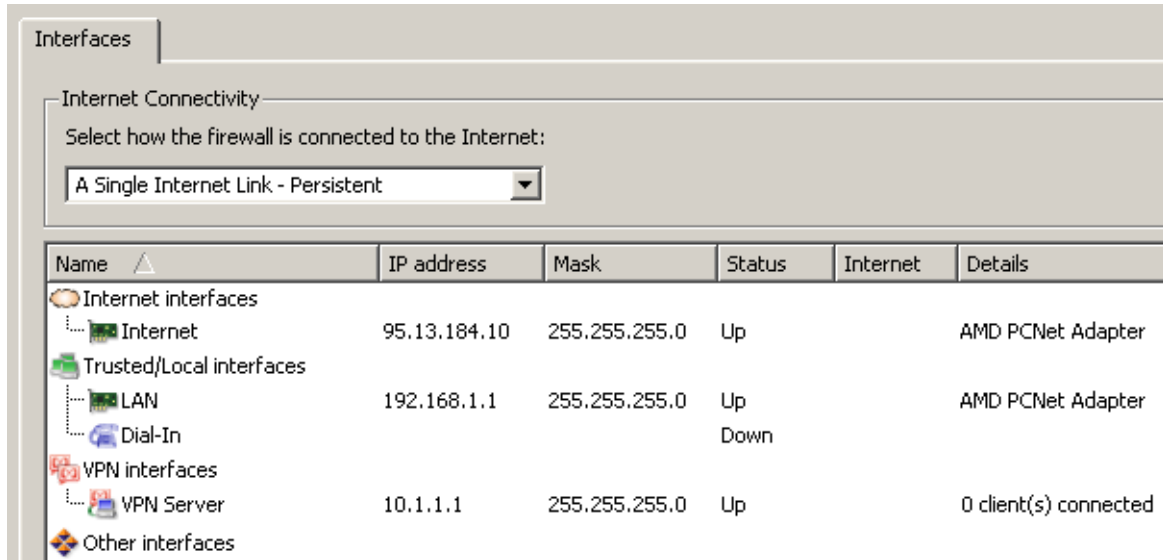 Interfaces
Internet Connectivity
Select how the firewall is connected to the Internet:
A Single Internet Link - Persistent
Name IP address Mask Status Internet Details
Internet interfaces
Internet 95.13.184.10 255.255.255.0 Up AMD PCNet Adapter
Trusted/Local interfaces
LAN 192.168.1.1 255.255.255.0 Up AMD PCNet Adapter
Dial-In Down
VPN interfaces
VPN Server 10.1.1.1 255.255.255.0 Up 0 client(s) connected
Other interfaces